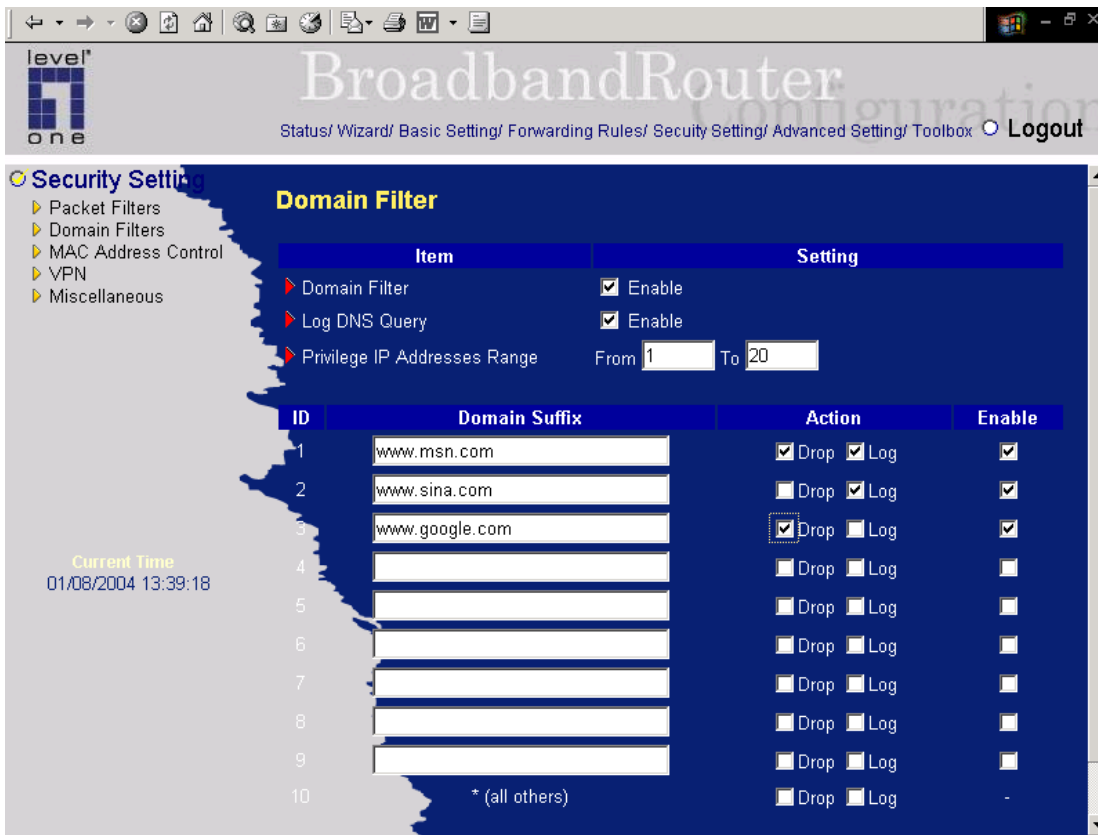 level
one
BroadbandRouter
Configuration
Status/ Wizard/ Basic Setting/ Forwarding Rules/ Secuity Setting/ Advanced Setting/ Toolbox Logout
Security Setting
Packet Filters
Domain Filters
MAC Address Control
VPN
Miscellaneous
Current Time
01/08/2004 13:39:18
Domain Filter
Item Setting
Domain Filter Enable
Log DNS Query Enable
Privilege IP Addresses Range From 1 To 20
ID Domain Suffix Action Enable
1 www.msn.com Drop Log
2 www.sina.com Drop Log
3 www.google.com Drop Log
4 Drop Log
5 Drop Log
6 Drop Log
7 Drop Log
8 Drop Log
9 Drop Log
10 * (all others) Drop Log -